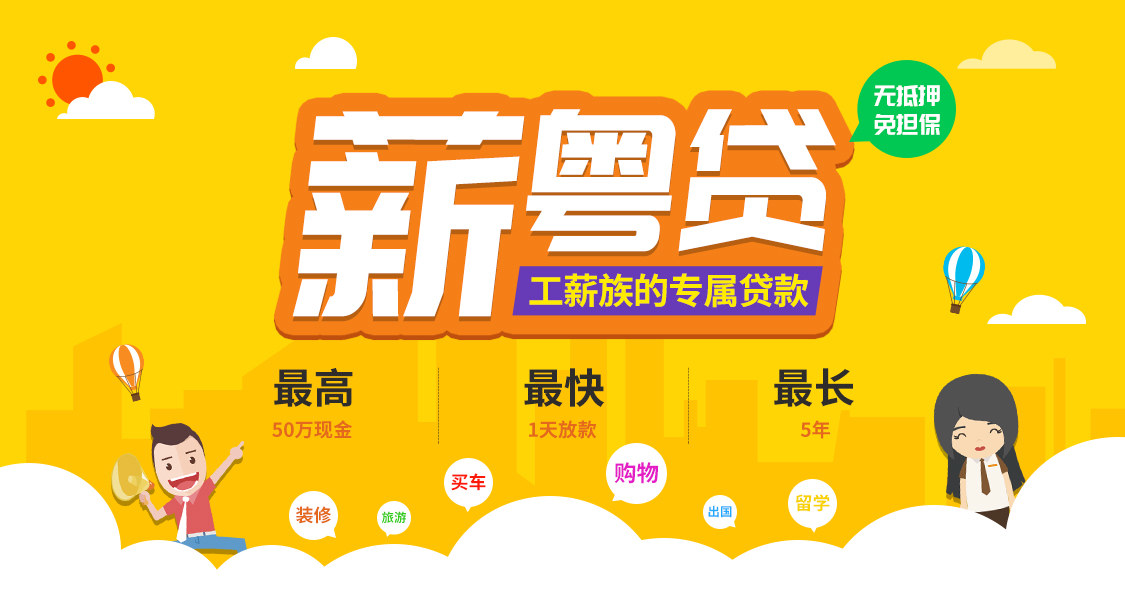 无抵押
免担保
薪粤贷
工薪族的专属贷款
最高
50万现金
最快
1天放款
最长
5年
装修
旅游
买车
购物
出国
留学